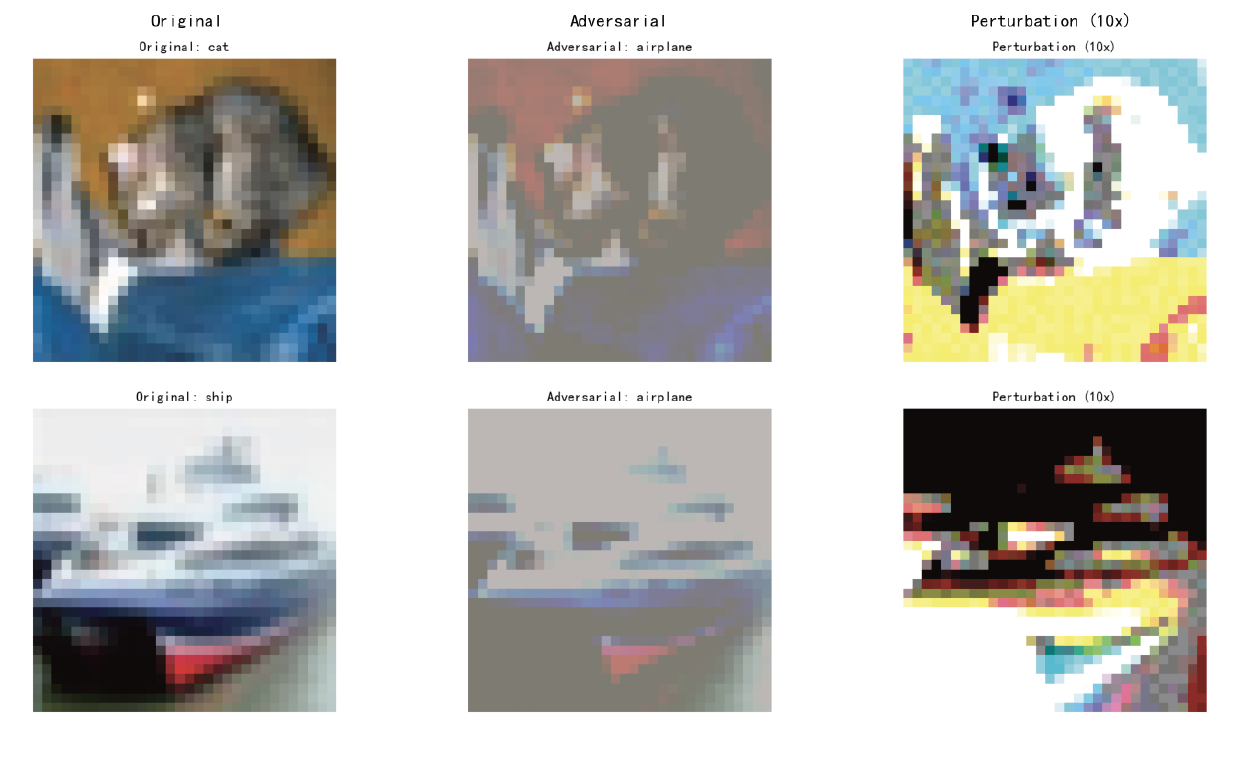 Original
Adversarial
Perturbation (10x)
Original: cat
Adversarial: airplane
Perturbation (10x)
Original: ship
Adversarial: airplane
Perturbation (10x)